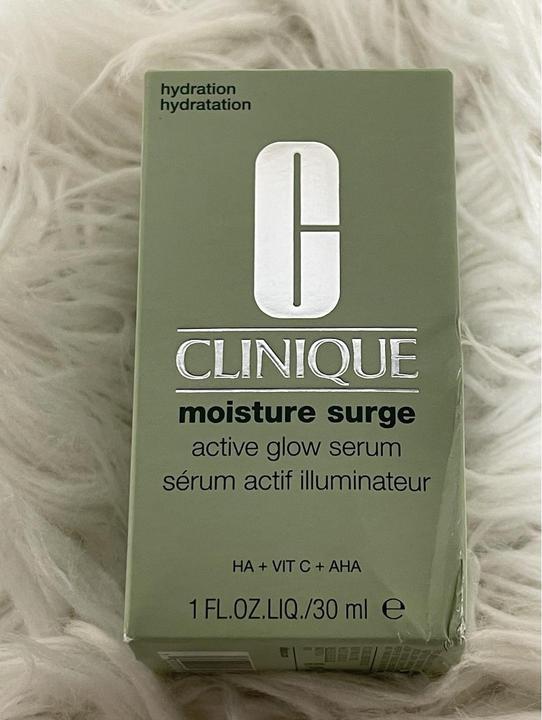 hydration
hydratation
C
CLINIQUE
moisture surge
active glow serum
sérum actif illuminateur
HA + VIT C + AHA
1 FL.OZ.LIQ./30 ml ℮